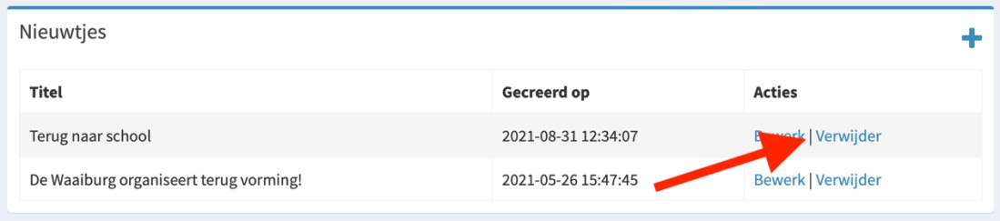 Nieuwtjes
Titel Gecreerd op Acties
Terug naar school 2021-08-31 12:34:07 Bewerk | Verwijder
De Waaiburg organiseert terug vorming! 2021-05-26 15:47:45 Bewerk | Verwijder